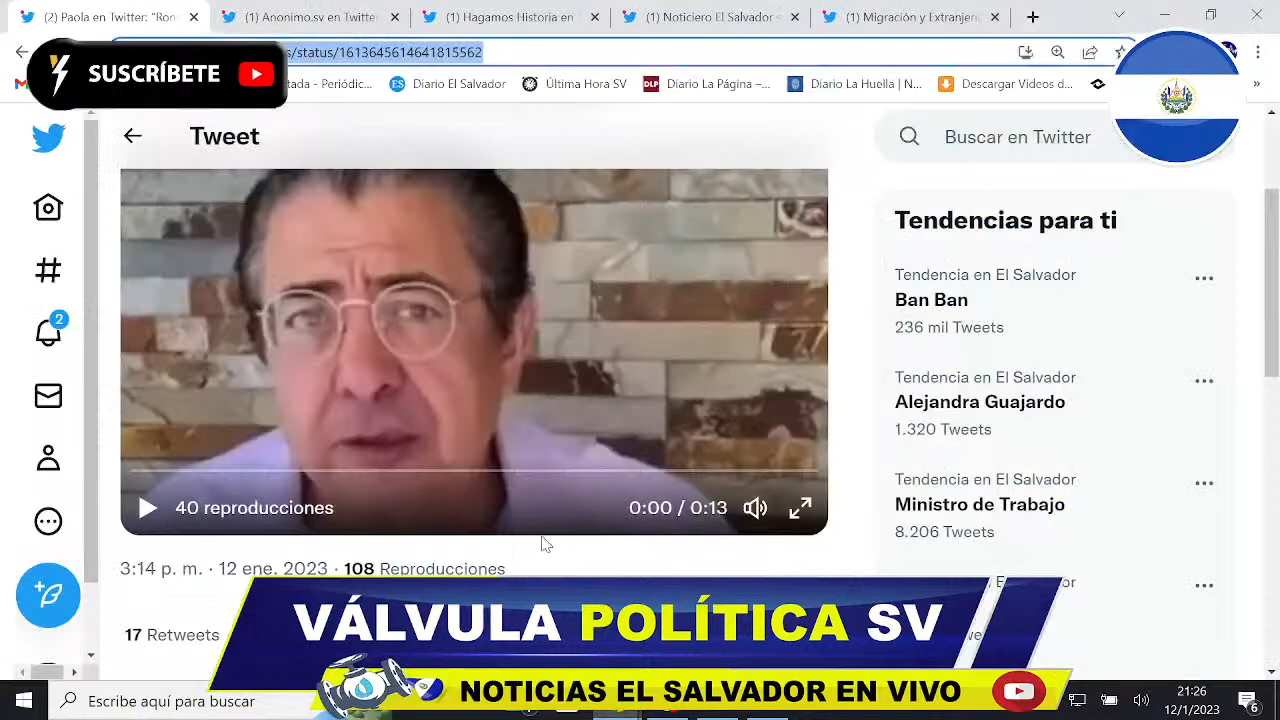 (2) Paola en Twitter: "Ron
(1) Anonimo.sv en Twitter
(1) Hagamos Historia en
(1) Noticiero El Salvador
(1) Migración y Extranjer
/status/1613645614641815562
SUSCRÍBETE
tada - Periódic...
ES Diario El Salvador
Última Hora SV
DLP Diario La Página –...
Diario La Huella | N...
Descargar Videos d...
»
Tweet
Buscar en Twitter
2
Tendencias para ti
Tendencia en El Salvador
Ban Ban
236 mil Tweets
Tendencia en El Salvador
Alejandra Guajardo
1.320 Tweets
Tendencia en El Salvador
Ministro de Trabajo
8.206 Tweets
40 reproducciones
0:00 / 0:13
3:14 p. m. · 12 ene. 2023 · 108 Reproducciones
17 Retweets
VÁLVULA POLÍTICA SV
NOTICIAS EL SALVADOR EN VIVO
Escribe aquí para buscar
21:26
12/1/2023